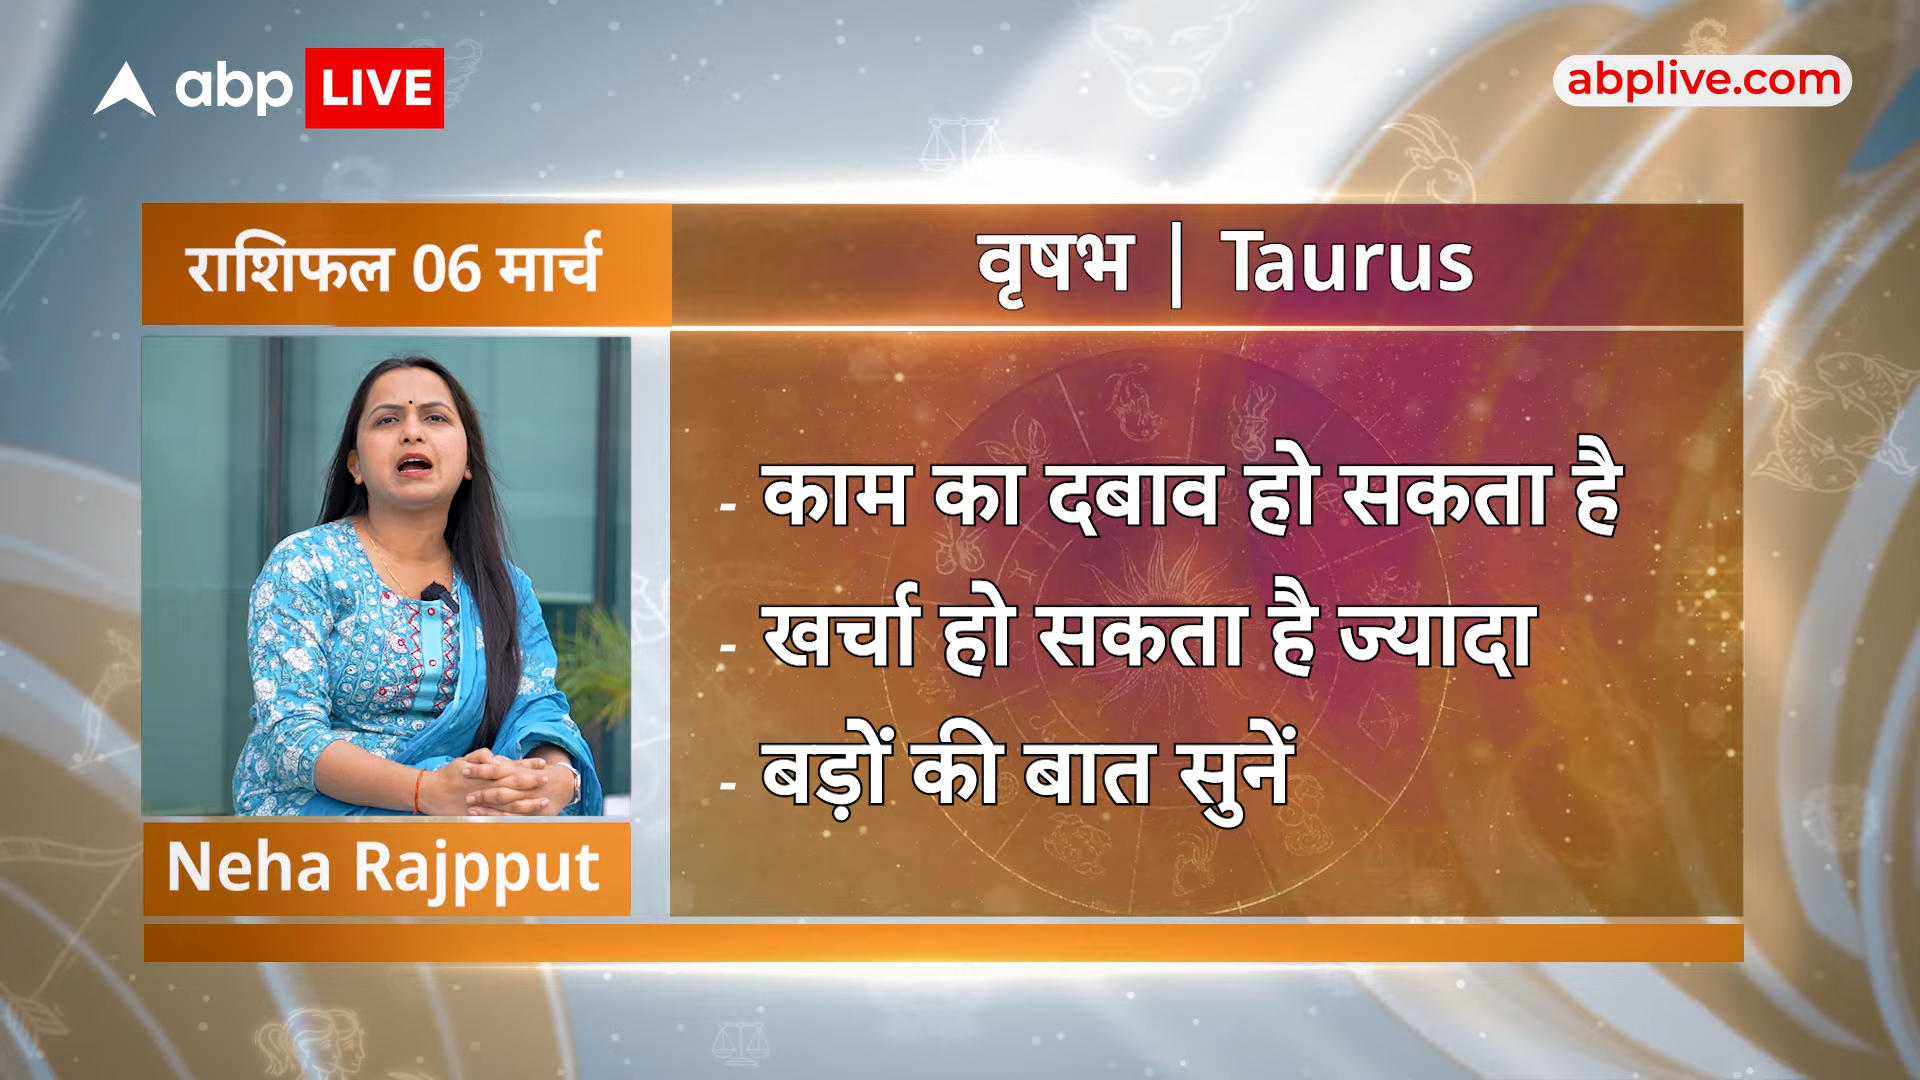 abp LIVE
abplive.com
राशिफल 06 मार्च
वृषभ | Taurus
- काम का दबाव हो सकता है
- खर्चा हो सकता है ज्यादा
- बड़ों की बात सुनें
Neha Rajpput